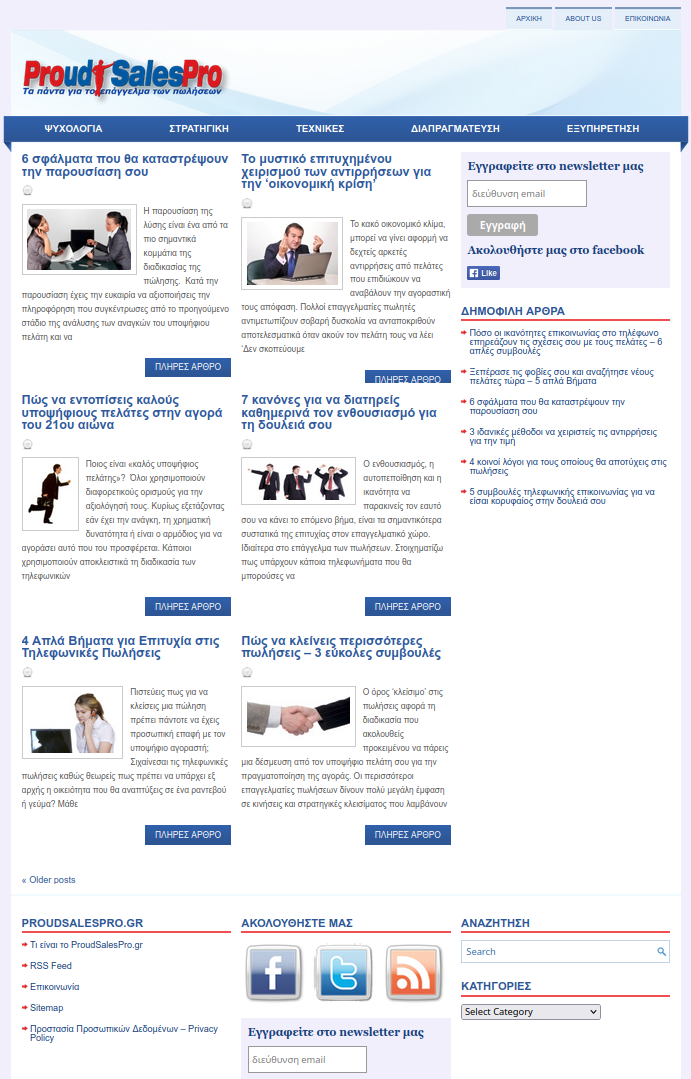 ΑΡΧΙΚΗ
ABOUT US
ΕΠΙΚΟΙΝΩΝΙΑ
ProudSalesPro
Τα πάντα για το επάγγελμα των πωλήσεων
ΨΥΧΟΛΟΓΙΑ
ΣΤΡΑΤΗΓΙΚΗ
ΤΕΧΝΙΚΕΣ
ΔΙΑΠΡΑΓΜΑΤΕΥΣΗ
ΕΞΥΠΗΡΕΤΗΣΗ
6 σφάλματα που θα καταστρέψουν
την παρουσίαση σου
Η παρουσίαση της
λύσης είναι ένα από τα
πιο σημαντικά
κομμάτια της
διαδικασίας της
πώλησης. Κατά την
παρουσίαση έχεις την ευκαιρία να αξιοποιήσεις την
πληροφόρηση που συγκέντρωσες από το προηγούμενο
στάδιο της ανάλυσης των αναγκών του υποψήφιου
πελάτη και να
ΠΛΗΡΕΣ ΑΡΘΡΟ
Το μυστικό επιτυχημένου
χειρισμού των αντιρρήσεων για
την ‘οικονομική κρίση’
Το κακό οικονομικό κλίμα,
μπορεί να γίνει αφορμή να
δεχτείς αρκετές
αντιρρήσεις από πελάτες
που επιδιώκουν να
αναβάλουν την αγοραστική
τους απόφαση. Πολλοί επαγγελματίες πωλητές
αντιμετωπίζουν σοβαρή δυσκολία να ανταποκριθούν
αποτελεσματικά όταν ακούν τον πελάτη τους να λέει
‘Δεν σκοπεύουμε
ΠΛΗΡΕΣ ΑΡΘΡΟ
Πώς να εντοπίσεις καλούς
υποψήφιους πελάτες στην αγορά
του 21ου αιώνα
Ποιος είναι «καλός υποψήφιος
πελάτης»? Όλοι χρησιμοποιούν
διαφορετικούς ορισμούς για την
αξιολόγησή τους. Κυρίως εξετάζοντας
εάν έχει την ανάγκη, τη χρηματική
δυνατότητα ή είναι ο αρμόδιος για να
αγοράσει αυτό που του προσφέρεται. Κάποιοι
χρησιμοποιούν αποκλειστικά τη διαδικασία των
τηλεφωνικών
ΠΛΗΡΕΣ ΑΡΘΡΟ
7 κανόνες για να διατηρείς
καθημερινά τον ενθουσιασμό για
τη δουλειά σου
Ο ενθουσιασμός, η
αυτοπεποίθηση και η
ικανότητα να
παρακινείς τον εαυτό
σου να κάνει το επόμενο βήμα, είναι τα σημαντικότερα
συστατικά της επιτυχίας στον επαγγελματικό χώρο.
Ιδιαίτερα στο επάγγελμα των πωλήσεων. Στοιχηματίζω
πως υπάρχουν κάποια τηλεφωνήματα που θα
μπορούσες να
ΠΛΗΡΕΣ ΑΡΘΡΟ
4 Απλά Βήματα για Επιτυχία στις
Τηλεφωνικές Πωλήσεις
Πιστεύεις πως για να
κλείσεις μια πώληση
πρέπει πάντοτε να έχεις
προσωπική επαφή με τον
υποψήφιο αγοραστή;
Σιχαίνεσαι τις τηλεφωνικές
πωλήσεις καθώς θεωρείς πως πρέπει να υπάρχει εξ
αρχής η οικειότητα που θα αναπτύξεις σε ένα ραντεβού
ή γεύμα? Μάθε
ΠΛΗΡΕΣ ΑΡΘΡΟ
Πώς να κλείνεις περισσότερες
πωλήσεις – 3 εύκολες συμβουλές
Ο όρος ‘κλείσιμο’ στις
πωλήσεις αφορά τη
διαδικασία που
ακολουθείς
προκειμένου να πάρεις
μια δέσμευση από τον υποψήφιο πελάτη σου για την
πραγματοποίηση της αγοράς. Οι περισσότεροι
επαγγελματίες πωλήσεων δίνουν πολύ μεγάλη έμφαση
σε κινήσεις και στρατηγικές κλεισίματος που λαμβάνουν
ΠΛΗΡΕΣ ΑΡΘΡΟ
« Older posts
Εγγραφείτε στο newsletter μας
διεύθυνση email
Εγγραφή
Ακολουθήστε μας στο facebook
Like
ΔΗΜΟΦΙΛΗ ΑΡΘΡΑ
Πόσο οι ικανότητες επικοινωνίας στο τηλέφωνο
επηρεάζουν τις σχέσεις σου με τους πελάτες – 6
απλές συμβουλές
Ξεπέρασε τις φοβίες σου και αναζήτησε νέους
πελάτες τώρα – 5 απλά Βήματα
6 σφάλματα που θα καταστρέψουν την
παρουσίαση σου
3 ιδανικές μέθοδοι να χειριστείς τις αντιρρήσεις
για την τιμή
4 κοινοί λόγοι για τους οποίους θα αποτύχεις στις
πωλήσεις
5 συμβουλές τηλεφωνικής επικοινωνίας για να
είσαι κορυφαίος στην δουλειά σου
PROUDSALESPRO.GR
Τι είναι το ProudSalesPro.gr
RSS Feed
Επικοινωνία
Sitemap
Προστασία Προσωπικών Δεδομένων – Privacy
Policy
ΑΚΟΛΟΥΘΗΣΤΕ ΜΑΣ
Εγγραφείτε στο newsletter μας
διεύθυνση email
ΑΝΑΖΗΤΗΣΗ
Search
ΚΑΤΗΓΟΡΙΕΣ
Select Category